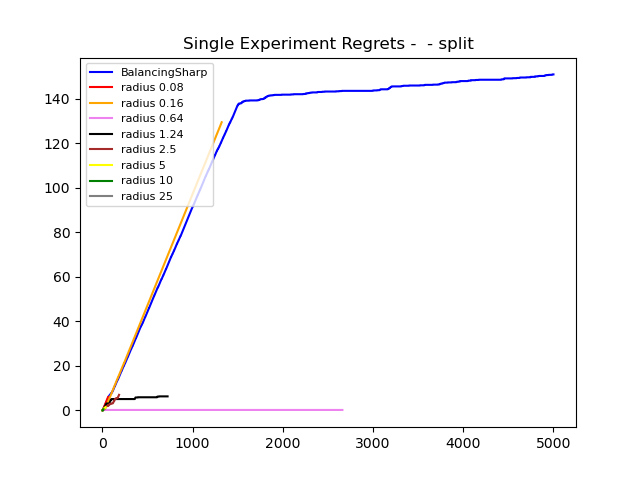 Single Experiment Regrets -  - split
BalancingSharp
radius 0.08
radius 0.16
radius 0.64
radius 1.24
radius 2.5
radius 5
radius 10
radius 25
140
120
100
80
60
40
20
0
0 1000 2000 3000 4000 5000